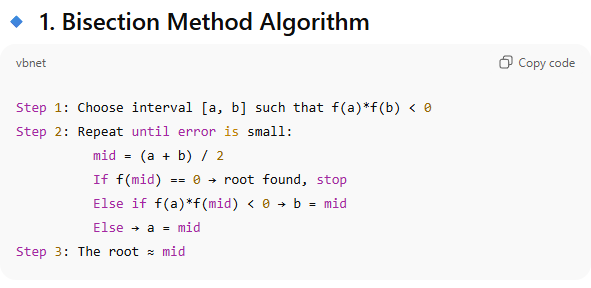 1. Bisection Method Algorithm
vbnet
Copy code
Step 1: Choose interval [a, b] such that f(a)*f(b) < 0
Step 2: Repeat until error is small:
mid = (a + b) / 2
If f(mid) == 0 → root found, stop
Else if f(a)*f(mid) < 0 → b = mid
Else → a = mid
Step 3: The root ≈ mid